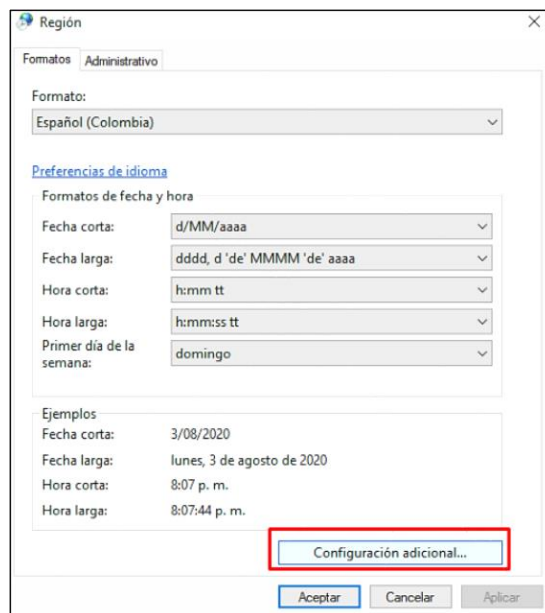 Región
Formatos Administrativo
Formato:
Español (Colombia)
Preferencias de idioma
Formatos de fecha y hora
Fecha corta: d/MM/aaaa
Fecha larga: dddd, d 'de' MMMM 'de' aaaa
Hora corta: h:mm tt
Hora larga: h:mm:ss tt
Primer día de la semana: domingo
Ejemplos
Fecha corta: 3/08/2020
Fecha larga: lunes, 3 de agosto de 2020
Hora corta: 8:07 p. m.
Hora larga: 8:07:44 p. m.
Configuración adicional...
Aceptar Cancelar Aplicar